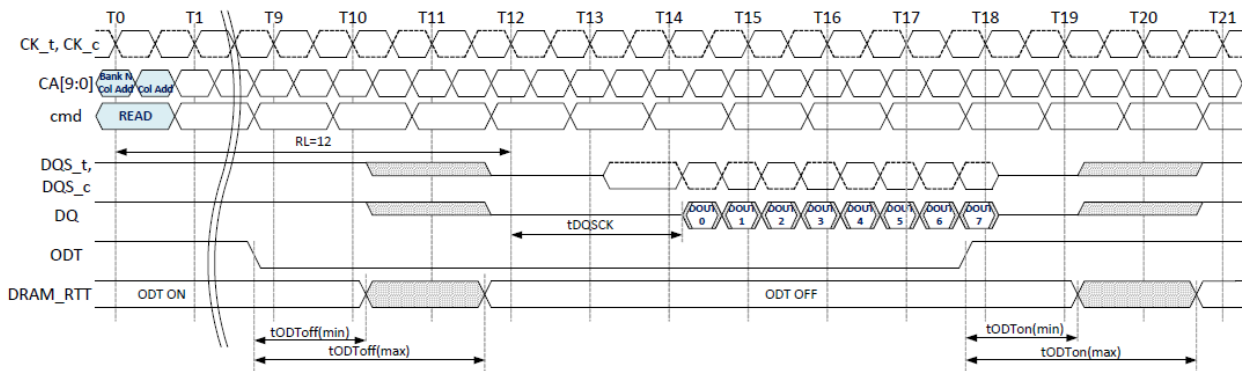 T0 T1 T9 T10 T11 T12 T13 T14 T15 T16 T17 T18 T19 T20 T21
CK_t, CK_c
CA[9:0] Bank N Col Add Col Add
cmd READ
RL=12
DQS_t,
DQS_c
DQ DOUT 0 DOUT 1 DOUT 2 DOUT 3 DOUT 4 DOUT 5 DOUT 6 DOUT 7
tDQSCK
ODT
DRAM_RTT ODT ON ODT OFF
tODToff(min) tODTon(min)
tODToff(max) tODTon(max)